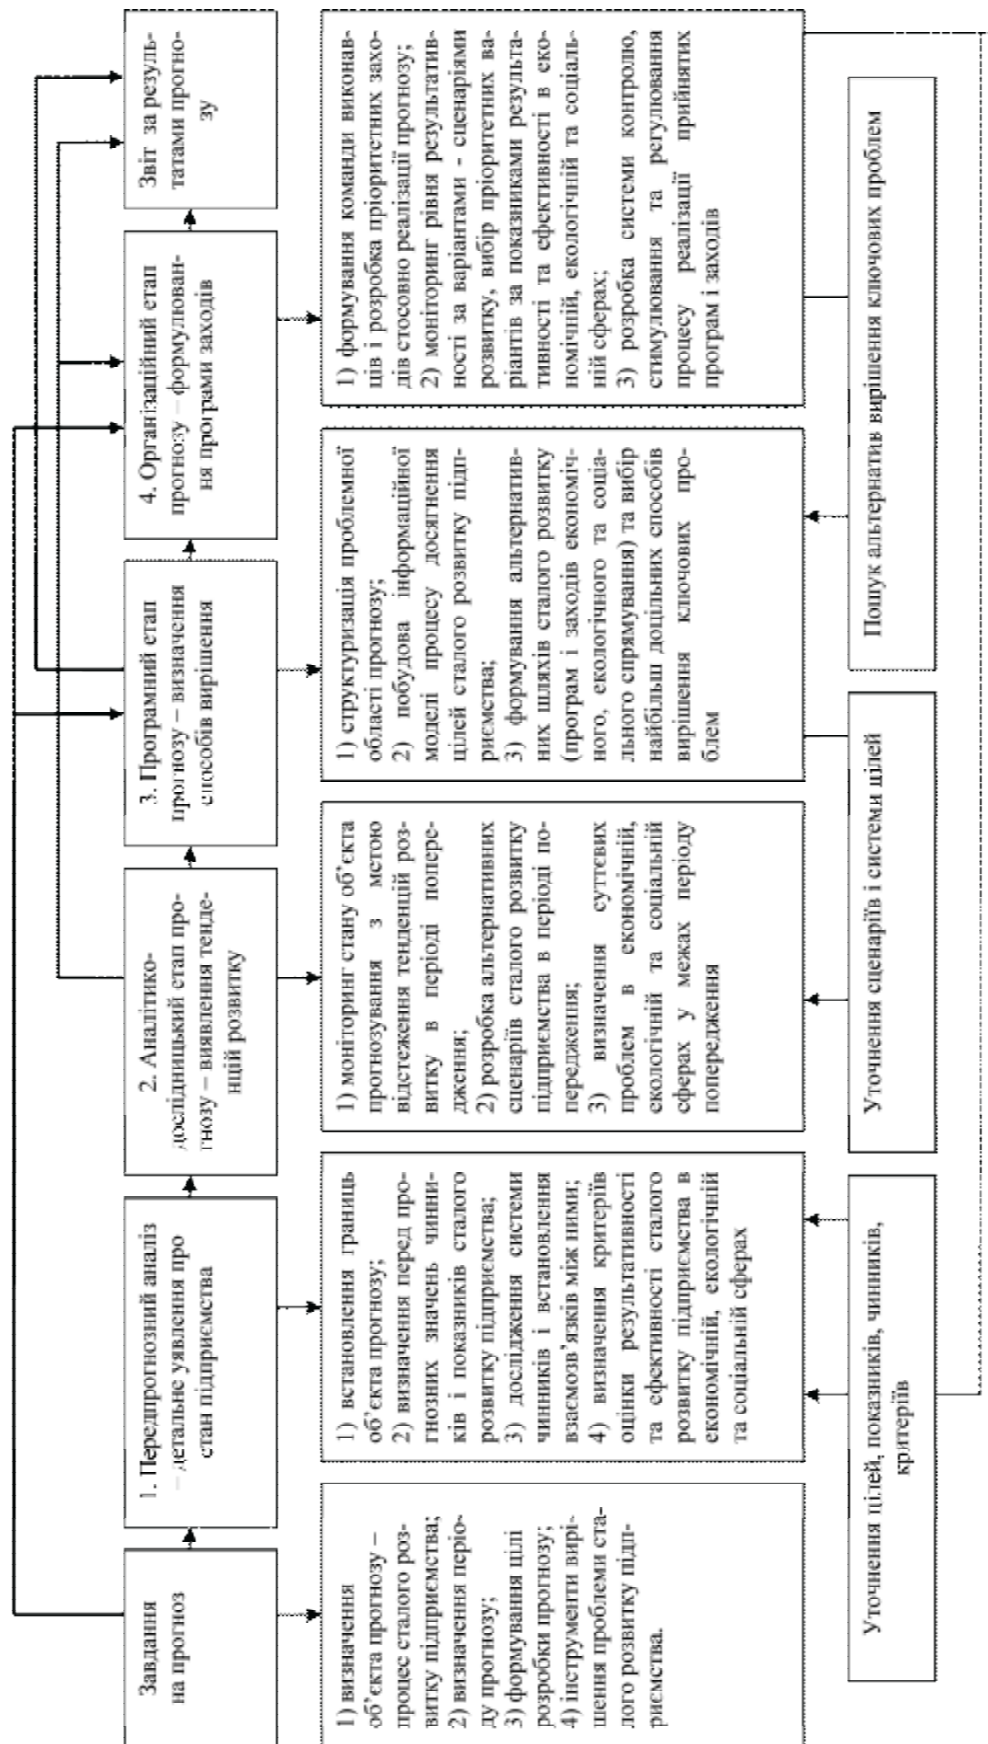 Завдання
на прогноз
1. Передпрогнозний аналіз
– детальне уявлення про
стан підприємства
2. Аналітико-
дослідницький етап про-
гнозу – виявлення тенде-
нцій розвитку
3. Програмний етап
прогнозу – визначення
способів вирішення
4. Організаційний етап
прогнозу – формулюван-
ня програми заходів
Звіт за резуль-
татами прогно-
зу
1) визначення
об’єкта прогнозу –
процес сталого роз-
витку підприємства;
2) визначення періо-
ду прогнозу;
3) формування цілі
розробки прогнозу;
4) інструменти вирі-
шення проблеми ста-
лого розвитку підп-
риємства.
1) встановлення границь
об’єкта прогнозу;
2) визначення перед про-
гнозних значень чинни-
ків і показників сталого
розвитку підприємства;
3) дослідження системи
чинників і встановлення
взаємозв’язків між ними;
4) визначення критеріїв
оцінки результативності
та ефективності сталого
розвитку підприємства в
економічній, екологічній
та соціальній сферах
1) моніторинг стану об’єкта
прогнозування з метою
відстеження тенденцій роз-
витку в періоді попере-
дження;
2) розробка альтернативних
сценаріїв сталого розвитку
підприємства в періоді по-
передження;
3) визначення суттєвих
проблем в економічній,
екологічній та соціальній
сферах у межах періоду
попередження
1) структуризація проблемної
області прогнозу;
2) побудова інформаційної
моделі процесу досягнення
цілей сталого розвитку підп-
риємства;
3) формування альтернатив-
них шляхів сталого розвитку
(програм і заходів економіч-
ного, екологічного та соціа-
льного спрямування) та вибір
найбільш доцільних способів
вирішення ключових про-
блем
1) формування команди виконав-
ців і розробка пріоритетних захо-
дів стосовно реалізації прогнозу;
2) моніторинг рівня результатив-
ності за варіантами - сценаріями
розвитку, вибір пріоритетних ва-
ріантів за показниками результа-
тивності та ефективності в еко-
номічній, екологічній та соціаль-
ній сферах;
3) розробка системи контролю,
стимулювання та регулювання
процесу реалізації прийнятих
програм і заходів
Уточнення цілей, показників, чинників,
критеріїв
Уточнення сценаріїв і системи цілей
Пошук альтернатив вирішення ключових проблем